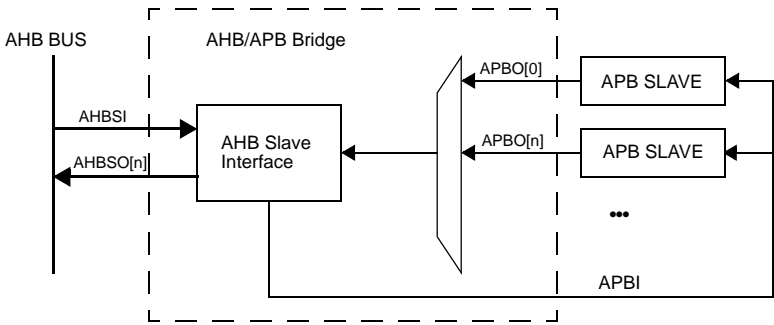 AHB BUS
AHB/APB Bridge
APBO[0]
APB SLAVE
AHBSI
AHB Slave
Interface
APBO[n]
APB SLAVE
AHBSO[n]
•••
APBI